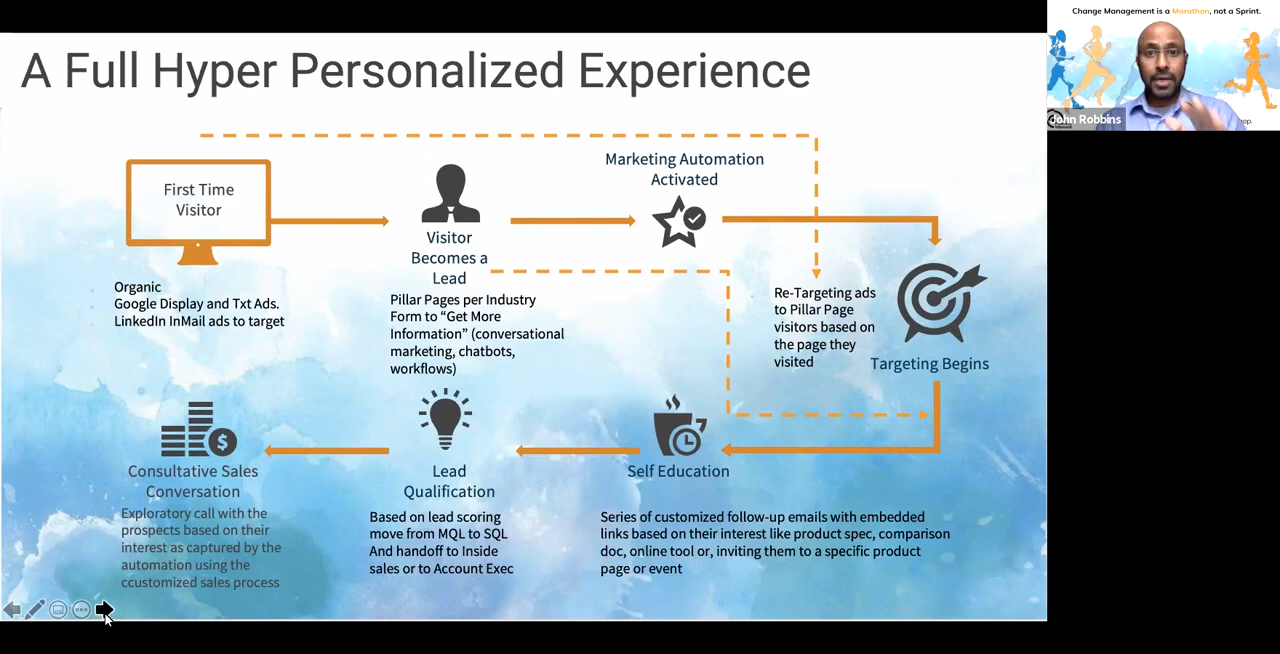 A Full Hyper Personalized Experience
Change Management is a Marathon, not a Sprint.
John Robbins
First Time
Visitor
Organic
Google Display and Txt Ads.
LinkedIn InMail ads to target
Visitor
Becomes a
Lead
Pillar Pages per Industry
Form to “Get More
Information” (conversational
marketing, chatbots,
workflows)
Marketing Automation
Activated
Re-Targeting ads
to Pillar Page
visitors based on
the page they
visited
Targeting Begins
Self Education
Series of customized follow-up emails with embedded
links based on their interest like product spec, comparison
doc, online tool or, inviting them to a specific product
page or event
Lead
Qualification
Based on lead scoring
move from MQL to SQL
And handoff to Inside
sales or to Account Exec
$
Consultative Sales
Conversation
Exploratory call with the
prospects based on their
interest as captured by the
automation using the
ccustomized sales process